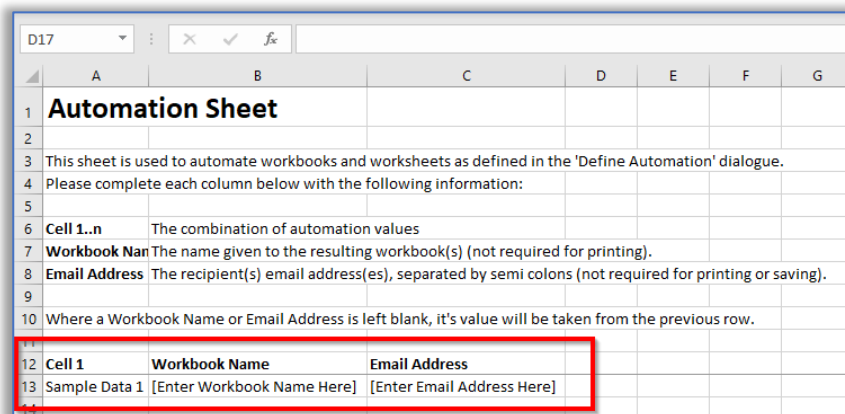 D17 fx
A B C D E F G
1 Automation Sheet
2
3 This sheet is used to automate workbooks and worksheets as defined in the 'Define Automation' dialogue.
4 Please complete each column below with the following information:
5
6 Cell 1..n The combination of automation values
7 Workbook Nan The name given to the resulting workbook(s) (not required for printing).
8 Email Address The recipient(s) email address(es), separated by semi colons (not required for printing or saving).
9
10 Where a Workbook Name or Email Address is left blank, it's value will be taken from the previous row.
11
12 Cell 1 Workbook Name Email Address
13 Sample Data 1 [Enter Workbook Name Here] [Enter Email Address Here]
14